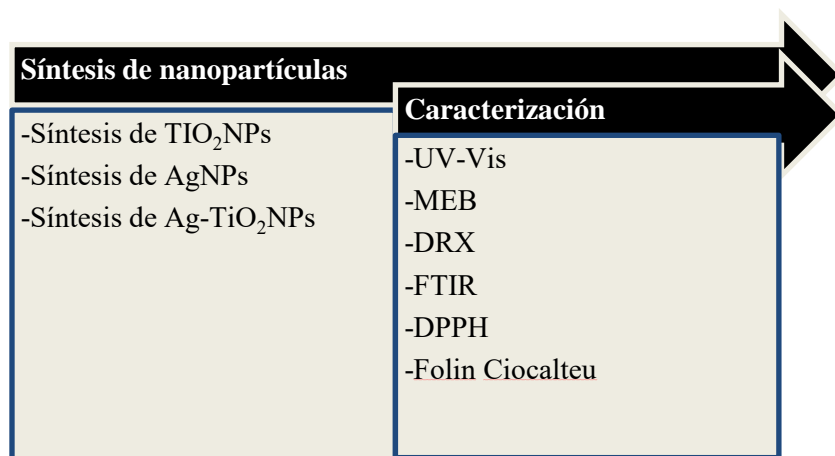 Síntesis de nanopartículas
-Síntesis de TIO₂NPs
-Síntesis de AgNPs
-Síntesis de Ag-TiO₂NPs
Caracterización
-UV-Vis
-MEB
-DRX
-FTIR
-DPPH
-Folin Ciocalteu